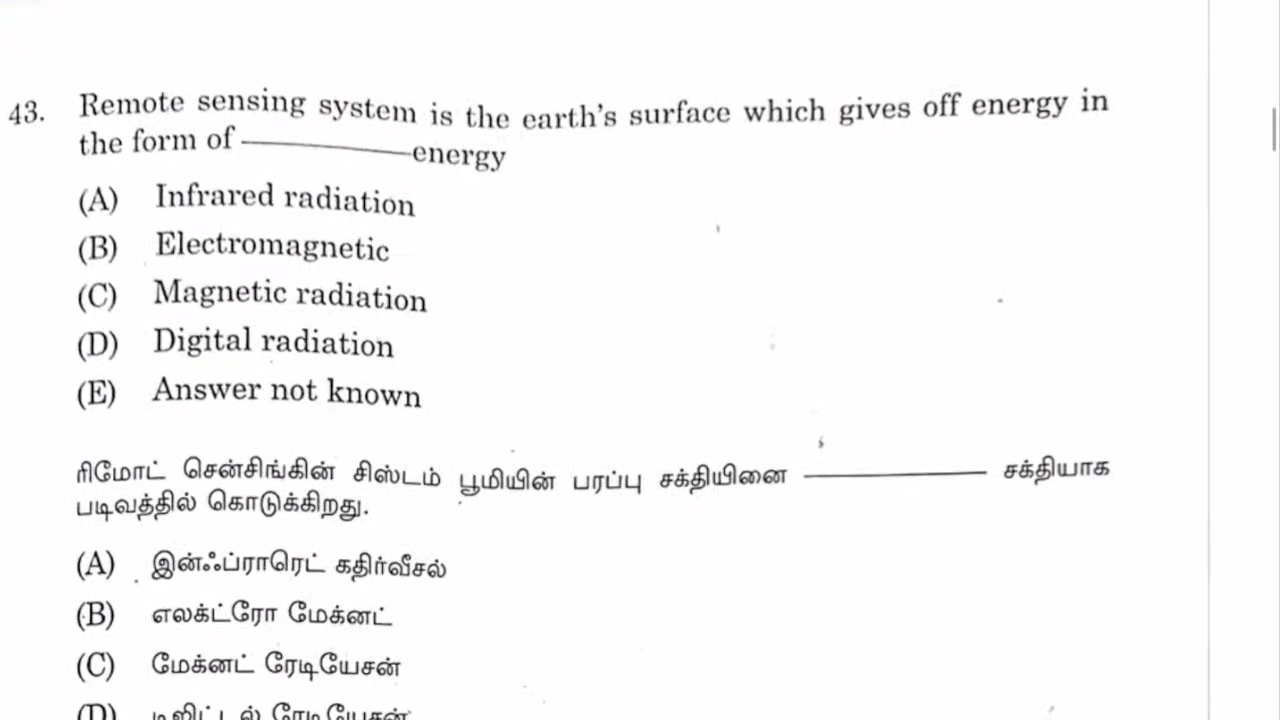 43. Remote sensing system is the earth's surface which gives off energy in
the form of ————— energy
(A) Infrared radiation
(B) Electromagnetic
(C) Magnetic radiation
(D) Digital radiation
(E) Answer not known
ரிமோட் சென்சிங்கின் சிஸ்டம் பூமியின் பரப்பு சக்தியினை ————— சக்தியாக
படிவத்தில் கொடுக்கிறது.
(A) இன்ஃப்ராரெட் கதிர்வீசல்
(B) எலக்ட்ரோ மேக்னட்
(C) மேக்னட் ரேடியேசன்
(D) டிஜிட்டல் ரேடியேசன்